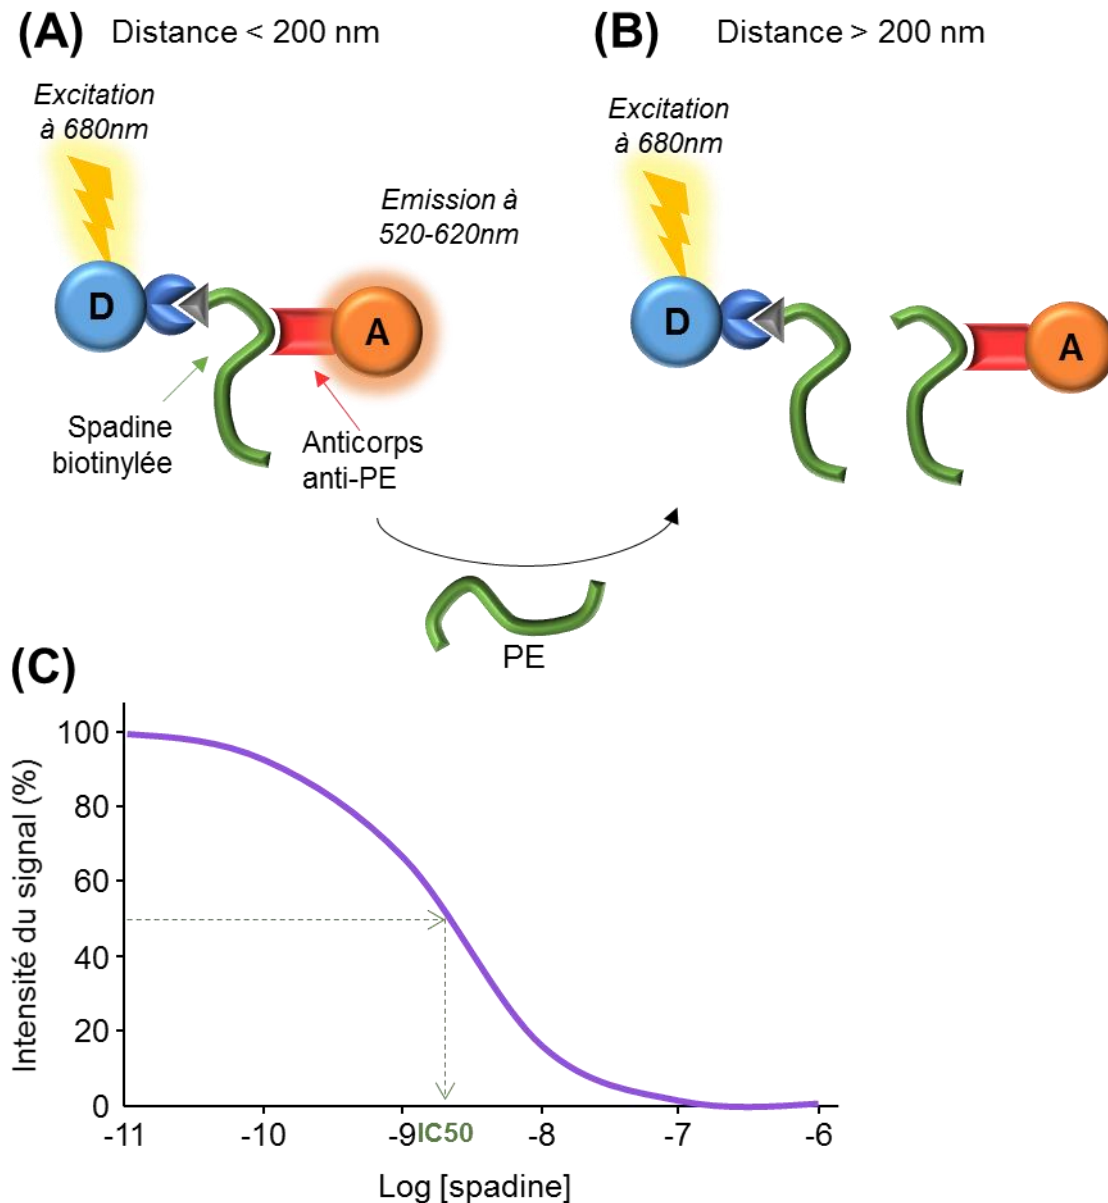 (A) Distance < 200 nm
(B) Distance > 200 nm
Excitation
à 680nm
Emission à
520-620nm
D
A
Spadine
biotinylée
Anticorps
anti-PE
Excitation
à 680nm
D
A
PE
(C)
Intensité du signal (%)
100
80
60
40
20
0
-11 -10 -9 IC50 -8 -7 -6
Log [spadine]